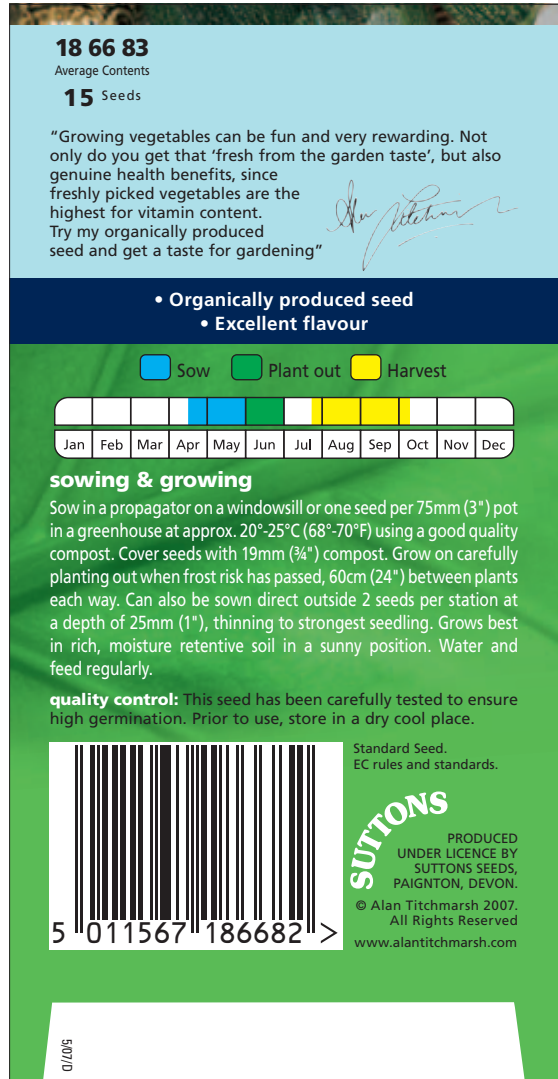 18 66 83
Average Contents
15 Seeds
“Growing vegetables can be fun and very rewarding. Not
only do you get that ‘fresh from the garden taste’, but also
genuine health benefits, since
freshly picked vegetables are the
highest for vitamin content.
Try my organically produced
seed and get a taste for gardening”
• Organically produced seed
• Excellent flavour
Sow Plant out Harvest
Jan Feb Mar Apr May Jun Jul Aug Sep Oct Nov Dec
sowing & growing
Sow in a propagator on a windowsill or one seed per 75mm (3") pot
in a greenhouse at approx. 20°-25°C (68°-70°F) using a good quality
compost. Cover seeds with 19mm (¾") compost. Grow on carefully
planting out when frost risk has passed, 60cm (24") between plants
each way. Can also be sown direct outside 2 seeds per station at
a depth of 25mm (1"), thinning to strongest seedling. Grows best
in rich, moisture retentive soil in a sunny position. Water and
feed regularly.
quality control: This seed has been carefully tested to ensure
high germination. Prior to use, store in a dry cool place.
Standard Seed.
EC rules and standards.
SUTTONS
PRODUCED
UNDER LICENCE BY
SUTTONS SEEDS,
PAIGNTON, DEVON.
© Alan Titchmarsh 2007.
All Rights Reserved
www.alantitchmarsh.com
5 011567 186682 >
5/07/D